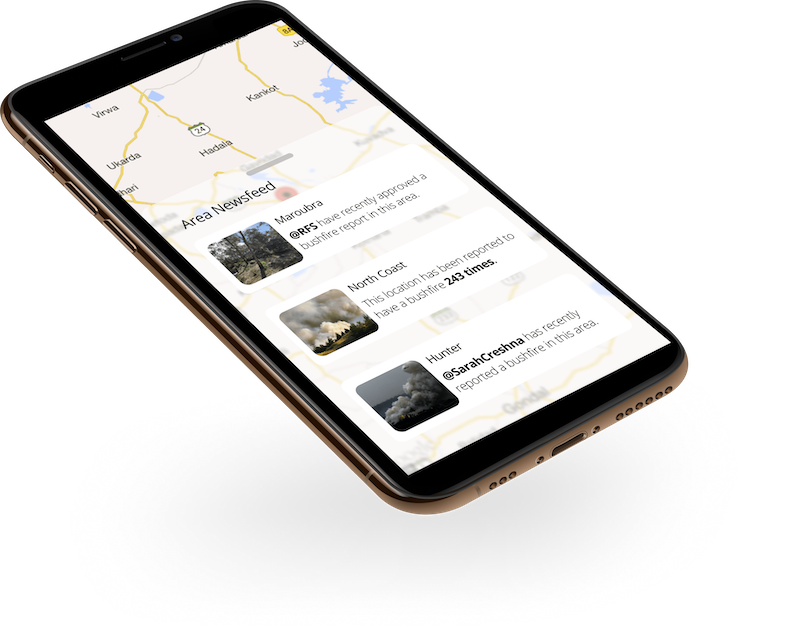 Virwa
Kankot
24
Hadala
Ukarda
Area Newsfeed
Maroubra
@RFS have recently approved a
bushfire report in this area.
North Coast
This location has been reported to
have a bushfire 243 times.
Hunter
@SarahCreshna has recently
reported a bushfire in this area.
Gondal